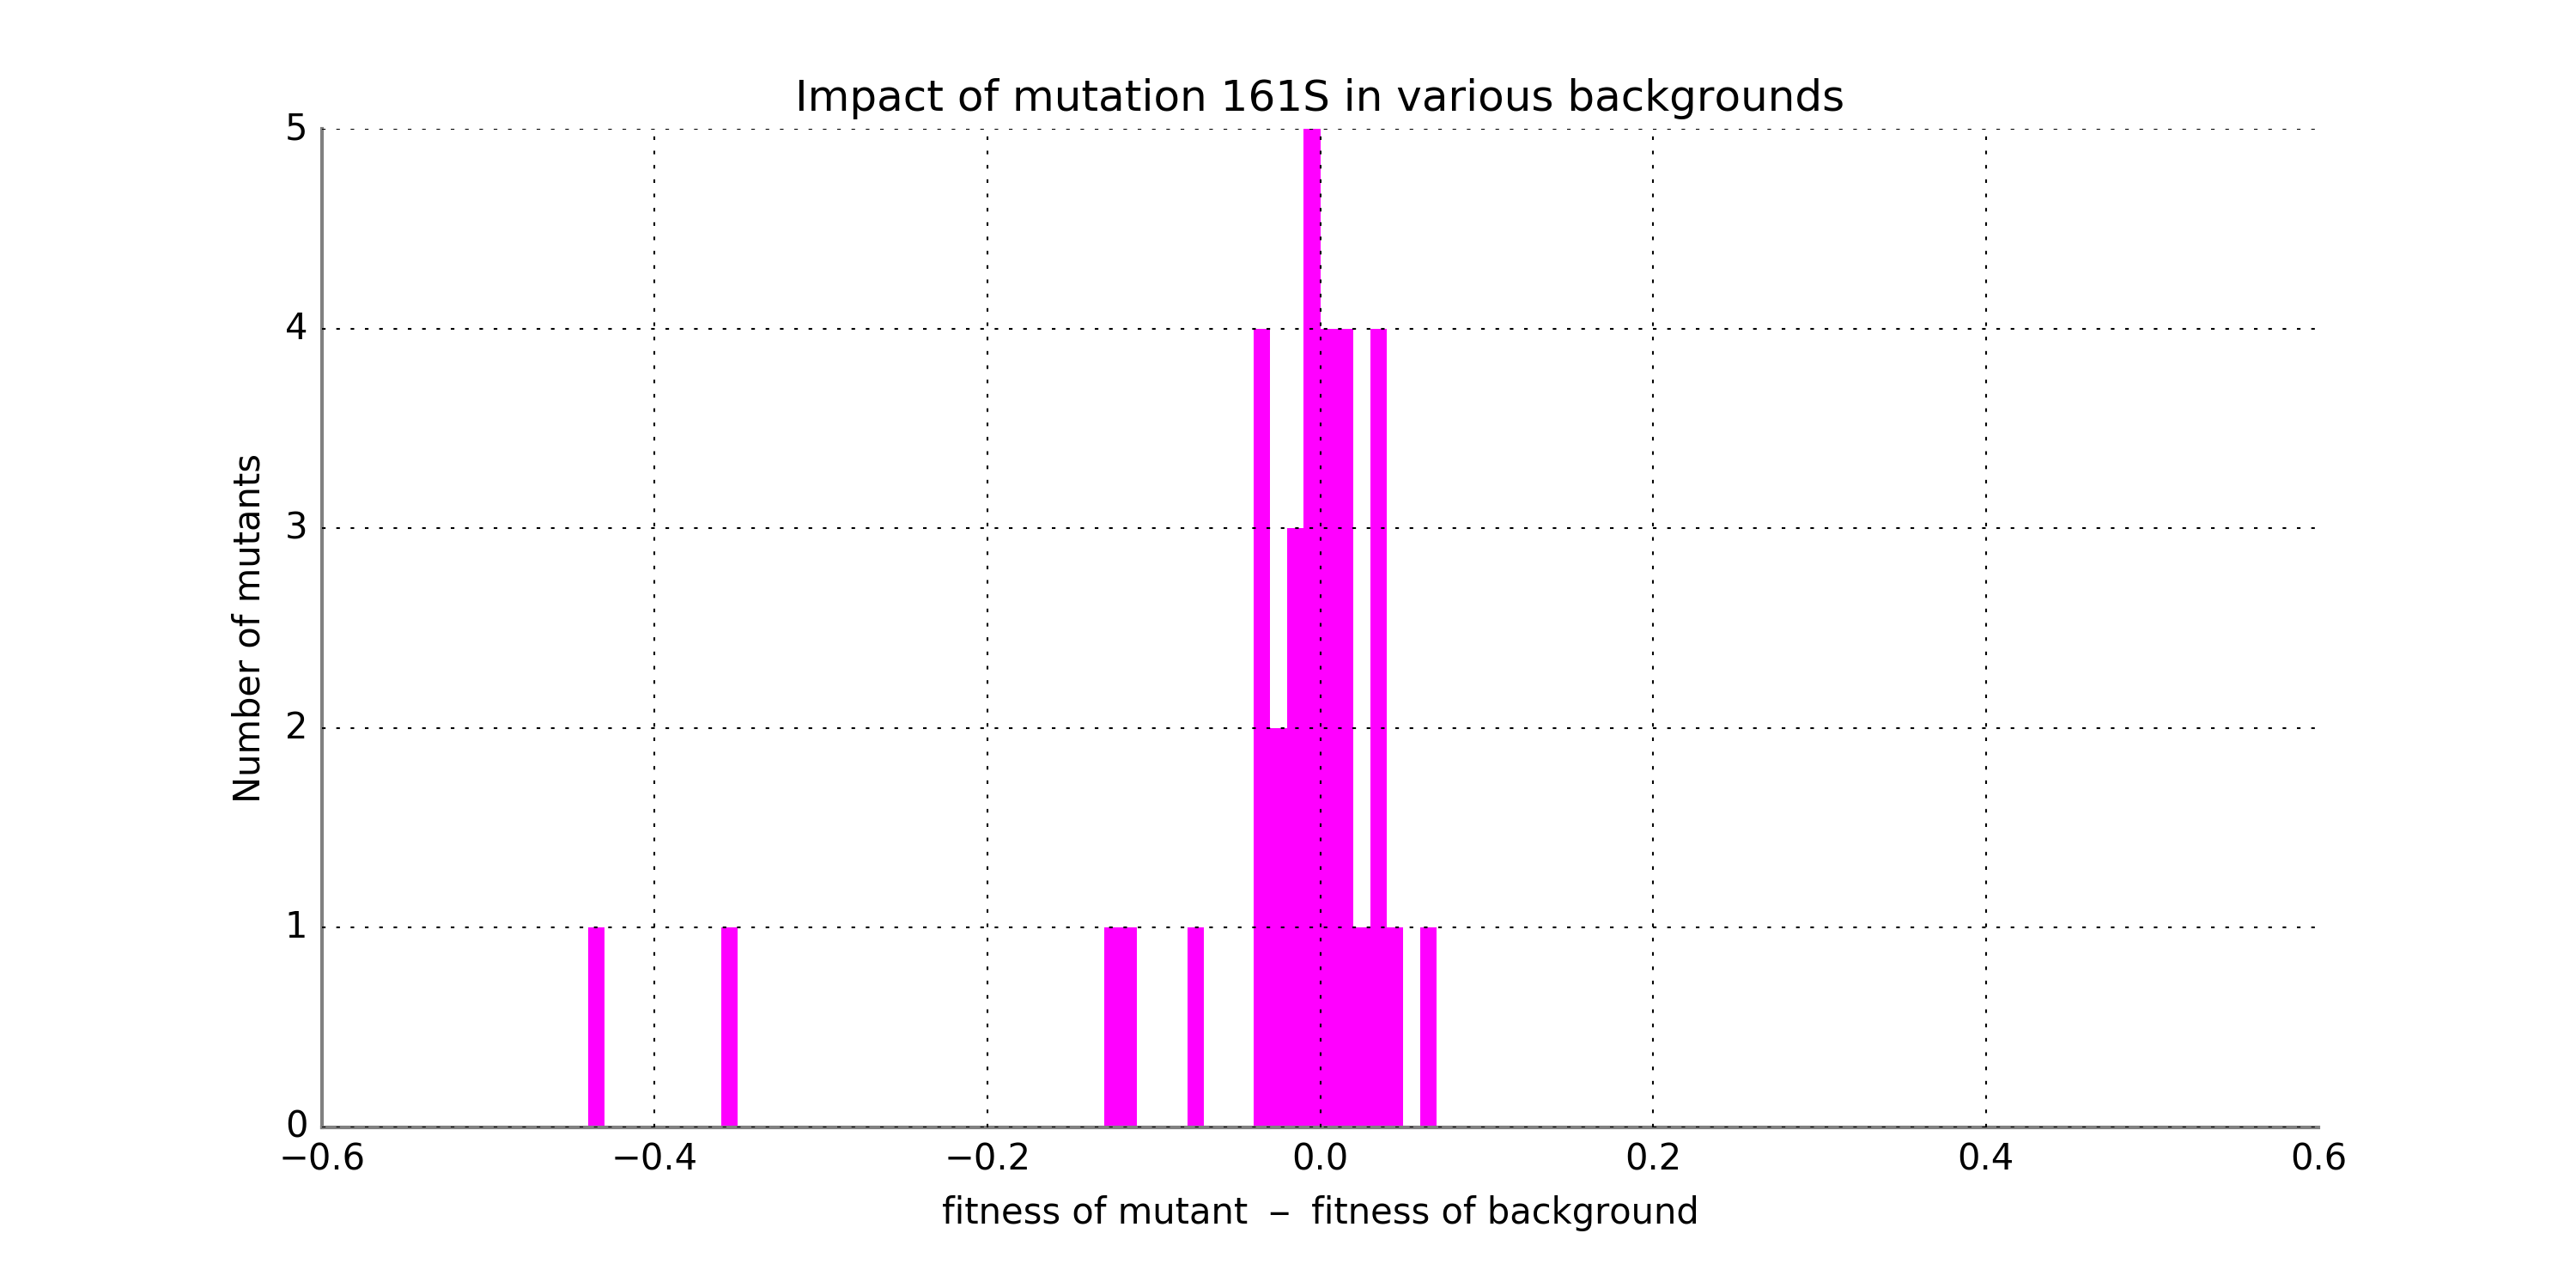 Impact of mutation 161S in various backgrounds
5
4
3
2
1
0
Number of mutants
−0.6 −0.4 −0.2 0.0 0.2 0.4 0.6
fitness of mutant − fitness of background